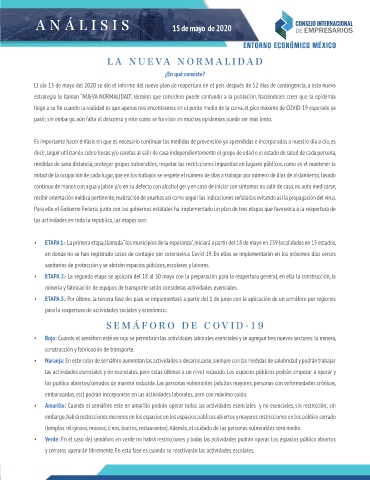 ANÁLISIS
15 de mayo de 2020
CONSEJO INTERNACIONAL
DE EMPRESARIOS
ENTORNO ECONÓMICO MÉXICO
LA NUEVA NORMALIDAD
¿En qué consiste?
El día 13 de mayo del 2020 se dio el informe del nuevo plan de reapertura en el país después de 52 días de contingencia, a esta nueva
estrategia le llaman "NUEVA NORMALIDAD", término que considero puede confundir a la población, haciéndoles creer que la epidemia
llego a su fin cuando la realidad es que apenas nos encontramos en el punto medio de la curva, el pico máximo de COVID-19 esperado ya
pasó; sin embargo, aún falta el descenso y este como se ha visto en muchas epidemias puede ser más lento.
Es importante hacer énfasis en que es necesario continuar las medidas de prevención ya aprendidas e incorporadas a nuestro día a día, es
decir, seguir utilizando cubre bocas y/o caretas al salir de casa independientemente el grupo de edad o el estado de salud de cada persona,
medidas de sana distancia, proteger grupos vulnerables, respetar las restricciones impuestas en lugares públicos, como es el mantener la
mitad de la ocupación de cada lugar, que en los trabajos se respete el número de días a trabajar por número de días de aislamiento, lavado
continuo de manos con agua y jabón y/o en su defecto con alcohol gel y en caso de iniciar con síntomas no salir de casa, no auto medicarse,
recibir orientación médica pertinente, realización de pruebas así como seguir las indicaciones señaladas evitando así la propagación del virus.
Para ello el Gobierno Federal junto con los gobiernos estatales ha implementado un plan de tres etapas que favorezca a la reapertura de
las actividades en toda la república, las etapas son:
• ETAPA 1.- La primera etapa, llamada "los municipios de la esperanza", iniciará a partir del 18 de mayo en 259 localidades en 15 estados,
en donde no se han registrado casos de contagio por coronavirus Covid-19. En ellos se implementarán en los próximos días cercos
sanitarios de protección y se abrirán espacios públicos, escolares y labores.
• ETAPA 2.- La segunda etapa se aplicará del 18 al 30 mayo con la preparación para la reapertura general, en ella la construcción, la
minería y fabricación de equipos de transporte serán considerdas actividades esenciales.
• ETAPA 3.- Por último, la tercera fase del plan se implementará a partir del 1 de junio con la aplicación de un semáforo por regiones
para la reapertura de actividades sociales y económico.
SEMÁFORO DE COVID-19
• Rojo: Cuando el semáforo esté en rojo se permitirán las actividades laborales esenciales y se agregan tres nuevos sectores: la minería,
construcción y fabricación de transporte.
• Naranja: En este color de semáforo aumentan las actividades a desarrollarse, siempre con las medidas de salubridad y podrán trabajar
las actividades esenciales y no esenciales, pero estas últimas a un nivel reducido. Los espacios públicos podrán empezar a operar y
los público abiertos/cerrados de manera reducida. Las personas vulnerables (adultos mayores, personas con enfermedades crónicas,
embarazadas, etc) podrán incorporarse en las actividades laborales, pero con máximo cuido.
• Amarillo: Cuando el semáforo esté en amarillo podrán operar todas las actividades esenciales y no esenciales, sin restricción; sin
embargo, habrá restricciones menores en los espacios en los espacios públicos abiertos y mayores restricciones en los público cerrado
(templos religiosos, museos, cines, teatros, restaurantes). Además, el cuidado de las personas vulnerables será medio.
• Verde: En el caso del semáforo en verde no habrá restricciones y todas las actividades podrán operar. Los espacios público abiertos
y cerrados operarán libremente. En esta fase es cuando se reactivarán las actividades escolares.